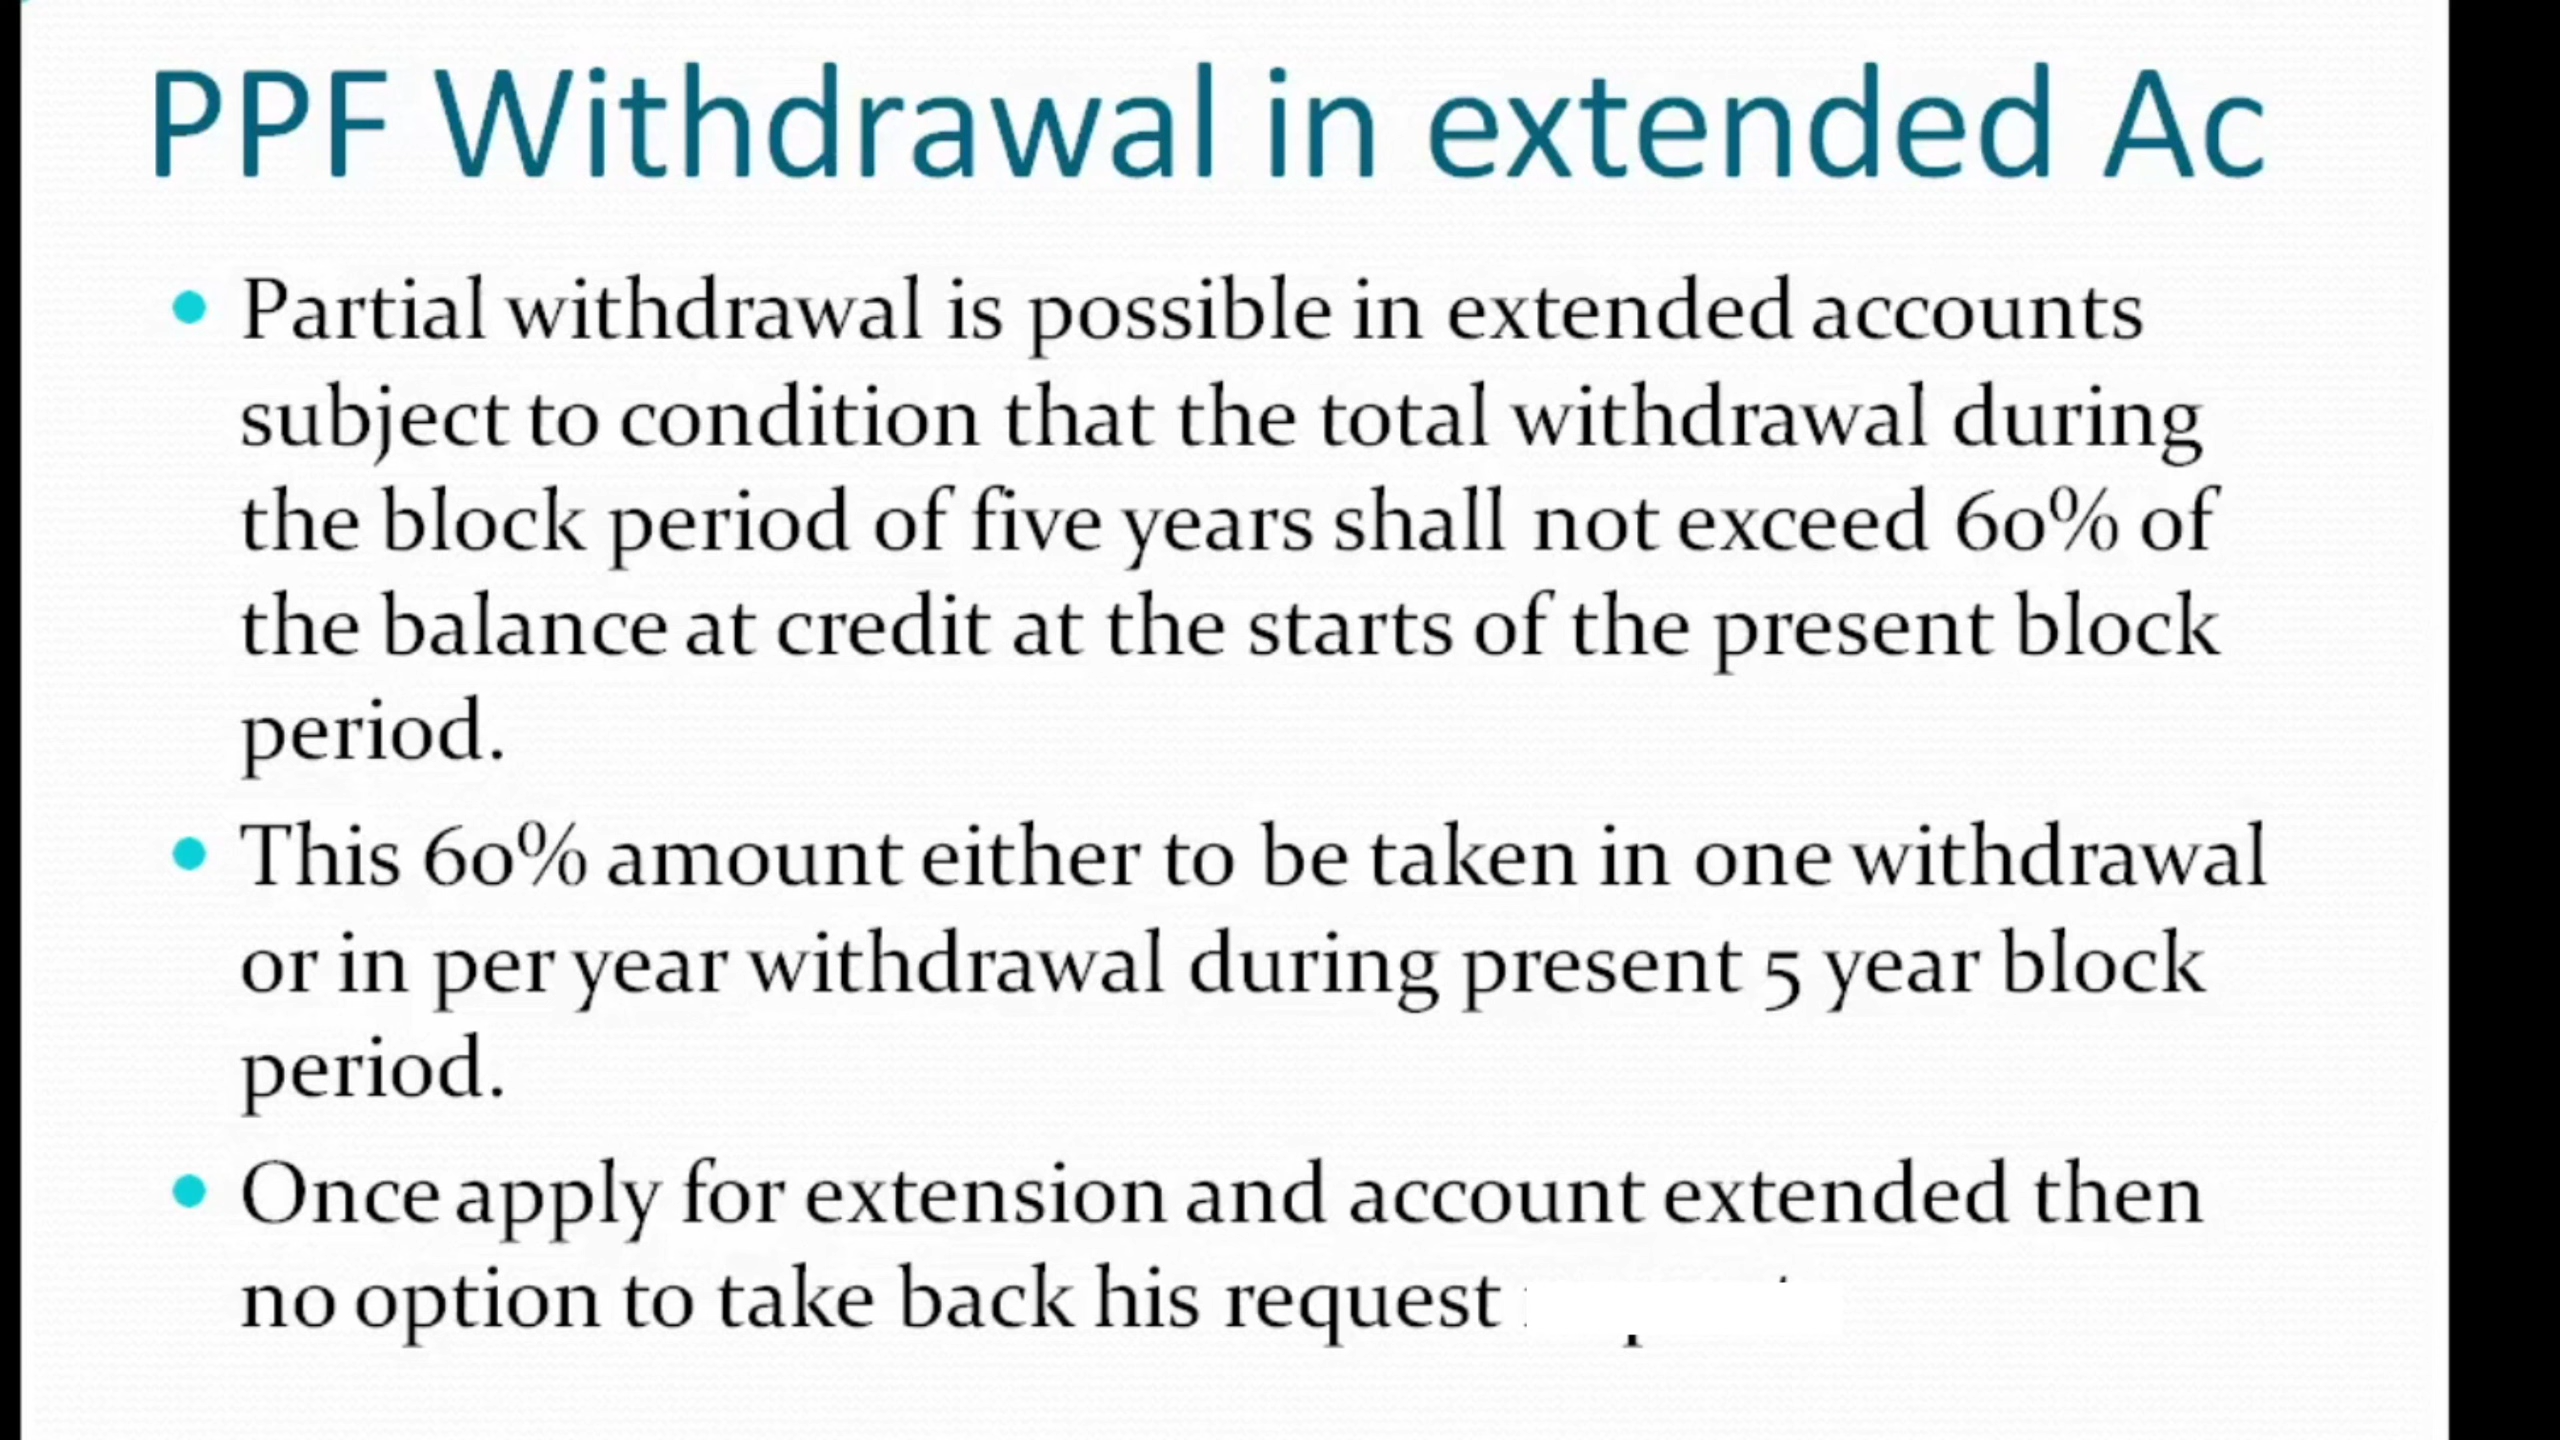 PPF Withdrawal in extended Ac
• Partial withdrawal is possible in extended accounts
subject to condition that the total withdrawal during
the block period of five years shall not exceed 60% of
the balance at credit at the starts of the present block
period.
• This 60% amount either to be taken in one withdrawal
or in per year withdrawal during present 5 year block
period.
• Once apply for extension and account extended then
no option to take back his request